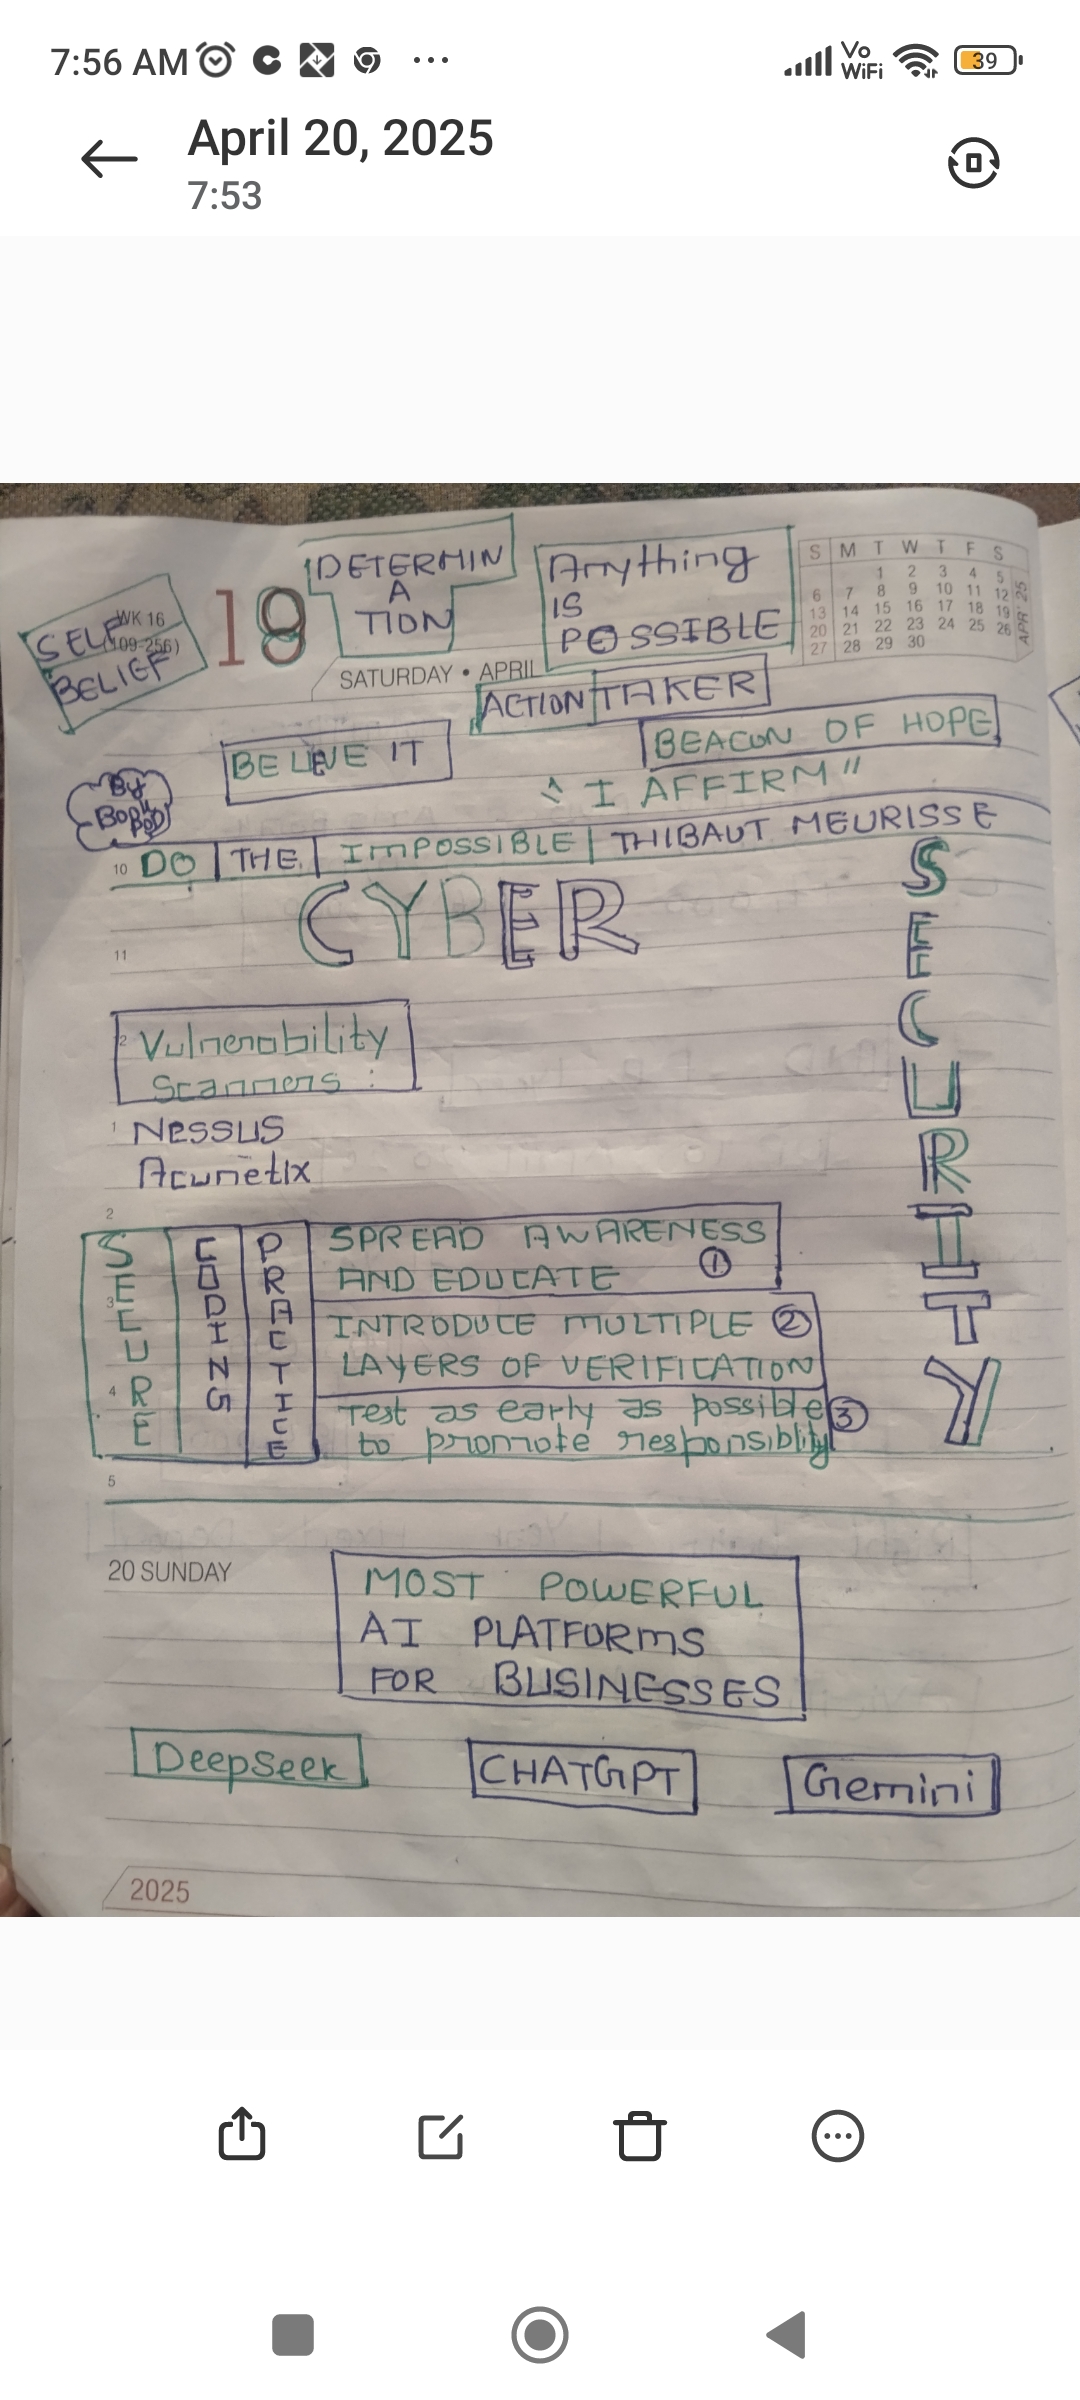 7:56 AM
Vo WiFi
39
April 20, 2025
7:53
SELF
BELIEF
WK 16
(109-256)
19
DETERMIN
A
TION
Anything
IS
POSSIBLE
SATURDAY • APRIL
S M T W T F S
1 2 3 4 5
6 7 8 9 10 11 12
13 14 15 16 17 18 19
20 21 22 23 24 25 26
27 28 29 30
APR' 25
ACTION TAKER
BELIEVE IT
BEACON OF HOPE
"I AFFIRM"
By
10 DO THE IMPOSSIBLE THIBAUT MEURISSE
CYBER
SECURITY
11
2 Vulnerability
Scanners :
1 Nessus
Acunetix
2
SECURE
CODING
PRACTICE
SPREAD AWARENESS
AND EDUCATE 1
INTRODUCE MULTIPLE 2
LAYERS OF VERIFICATION
Test as early as possible 3
to promote responsiblity
3
4
5
20 SUNDAY
MOST POWERFUL
AI PLATFORMS
FOR BUSINESSES
DeepSeek CHATGPT Gemini
2025